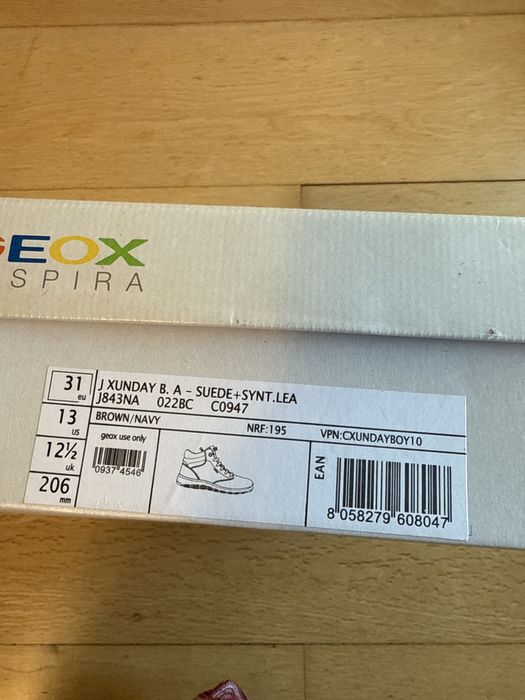 GEOX
SPIRA
31 eu
J XUNDAY B. A - SUEDE+SYNT.LEA
J843NA 022BC C0947
13 us
BROWN/NAVY
NRF:195
VPN:CXUNDAYBOY10
12½ uk
geox use only
0937 4546
206 mm
EAN
8 058279 608047